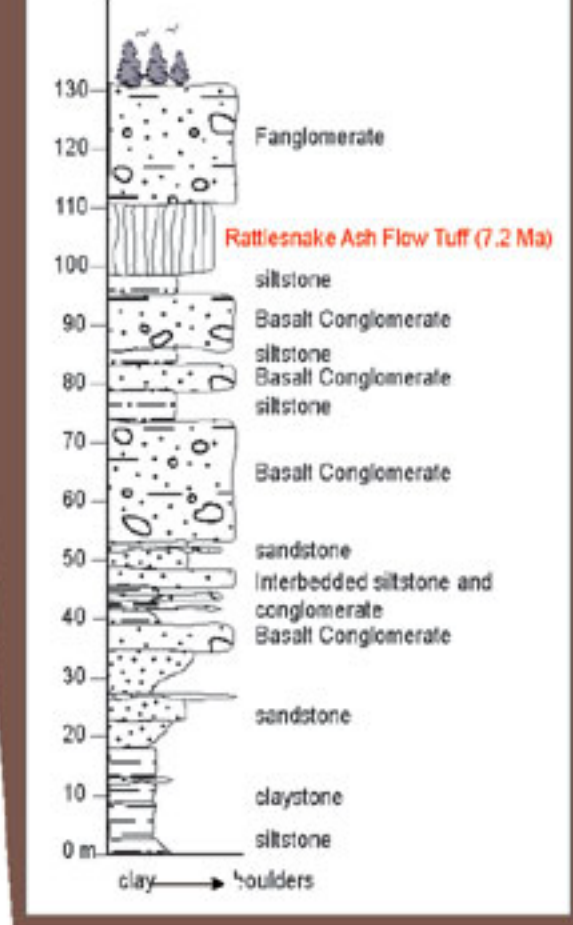 130
Fanglomerate
120
110
Rattlesnake Ash Flow Tuff (7.2 Ma)
100
siltstone
90
Basalt Conglomerate
siltstone
80
Basalt Conglomerate
siltstone
70
Basalt Conglomerate
60
50
sandstone
Interbedded siltstone and
conglomerate
40
Basalt Conglomerate
30
sandstone
20
10
claystone
siltstone
0 m
clay boulders